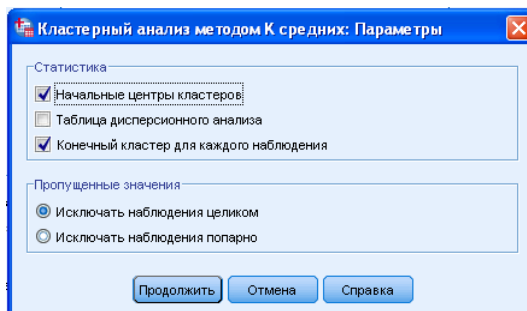 Кластерный анализ методом К средних: Параметры
Статистика
Начальные центры кластеров
Таблица дисперсионного анализа
Конечный кластер для каждого наблюдения
Пропущенные значения
Исключать наблюдения целиком
Исключать наблюдения попарно
Продолжить Отмена Справка